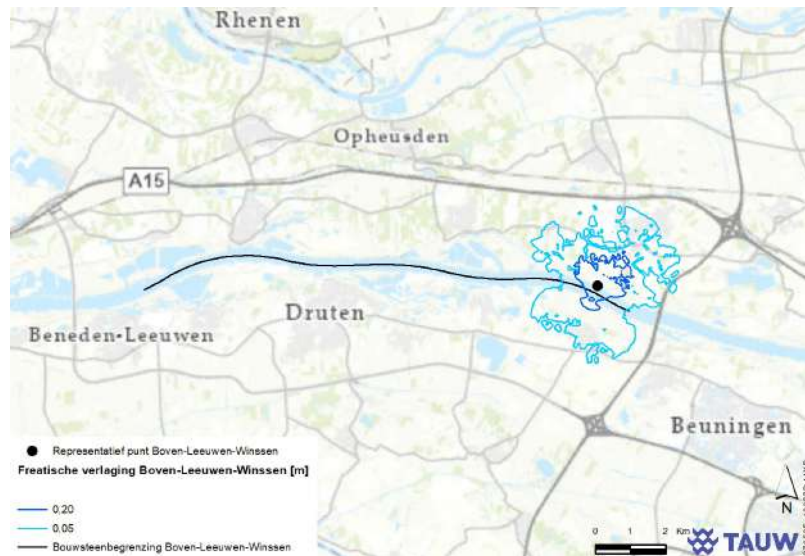 Rhenen
Opheusden
A15
Druten
Beneden-Leeuwen
Beuningen
Representatief punt Boven-Leeuwen-Winssen
Freatische verlaging Boven-Leeuwen-Winssen [m]
0,20
0,05
Bouwsteenbegrenzing Boven-Leeuwen-Winssen
0 1 2 Km
N
TAUW